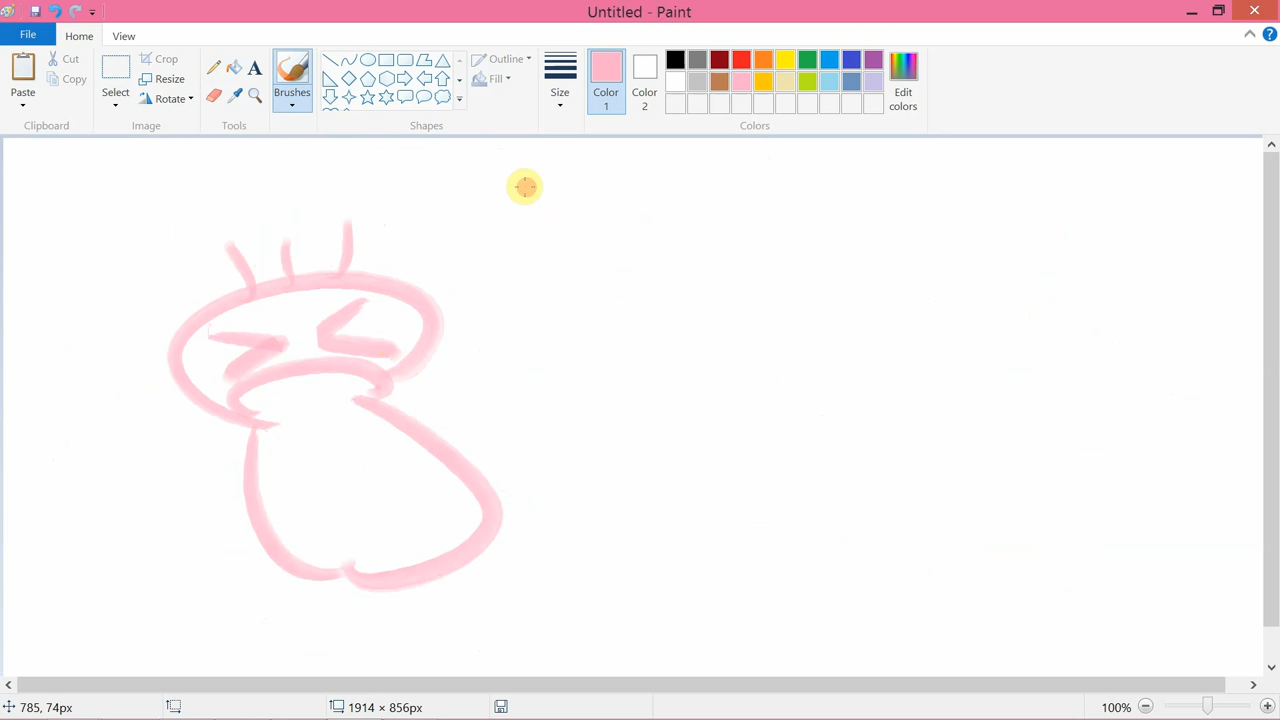 Untitled - Paint
File
Home
View
Paste
Cut
Copy
Clipboard
Select
Crop
Resize
Rotate
Image
A
Tools
Brushes
Outline
Fill
Shapes
Size
Color 1
Color 2
Edit colors
Colors
785, 74px
1914 × 856px
100%